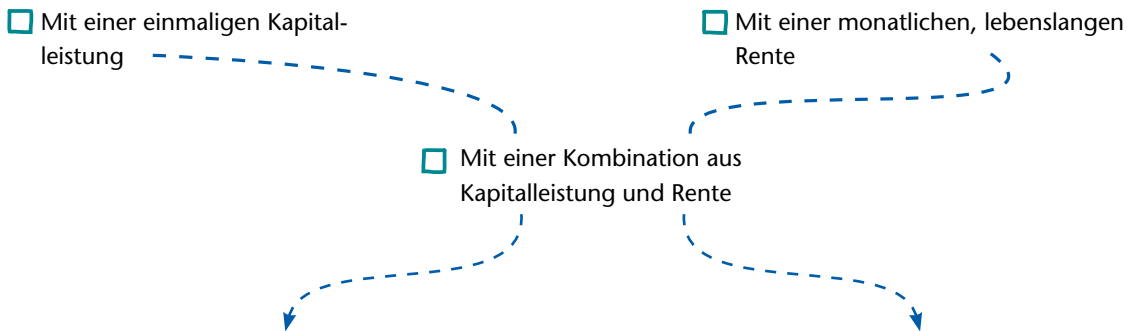 Mit einer einmaligen Kapital-
leistung
Mit einer monatlichen, lebenslangen
Rente
Mit einer Kombination aus
Kapitalleistung und Rente